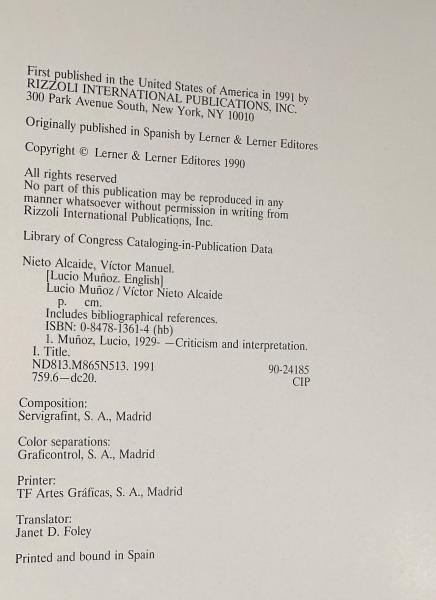 First published in the United States of America in 1991 by
RIZZOLI INTERNATIONAL PUBLICATIONS, INC.
300 Park Avenue South, New York, NY 10010
Originally published in Spanish by Lerner & Lerner Editores
Copyright © Lerner & Lerner Editores 1990
All rights reserved
No part of this publication may be reproduced in any
manner whatsoever without permission in writing from
Rizzoli International Publications, Inc.
Library of Congress Cataloging-in-Publication Data
Nieto Alcaide, Víctor Manuel.
[Lucio Muñoz. English]
Lucio Muñoz / Víctor Nieto Alcaide
p. cm.
Includes bibliographical references.
ISBN: 0-8478-1361-4 (hb)
1. Muñoz, Lucio, 1929- —Criticism and interpretation.
I. Title.
ND813.M865N513. 1991 90-24185
759.6—dc20. CIP
Composition:
Servigrafint, S. A., Madrid
Color separations:
Graficontrol, S. A., Madrid
Printer:
TF Artes Gráficas, S. A., Madrid
Translator:
Janet D. Foley
Printed and bound in Spain